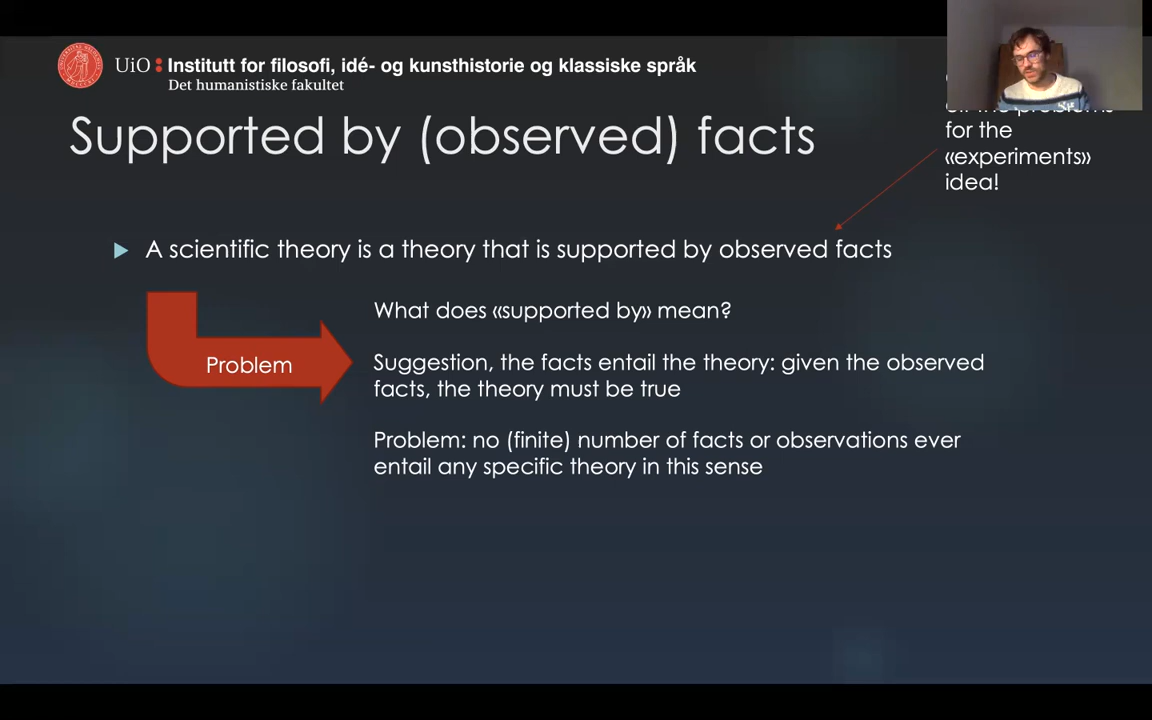 UiO : Institutt for filosofi, idé- og kunsthistorie og klassiske språk
Det humanistiske fakultet
Supported by (observed) facts
for the
«experiments»
idea!
A scientific theory is a theory that is supported by observed facts
Problem
What does «supported by» mean?
Suggestion, the facts entail the theory: given the observed
facts, the theory must be true
Problem: no (finite) number of facts or observations ever
entail any specific theory in this sense